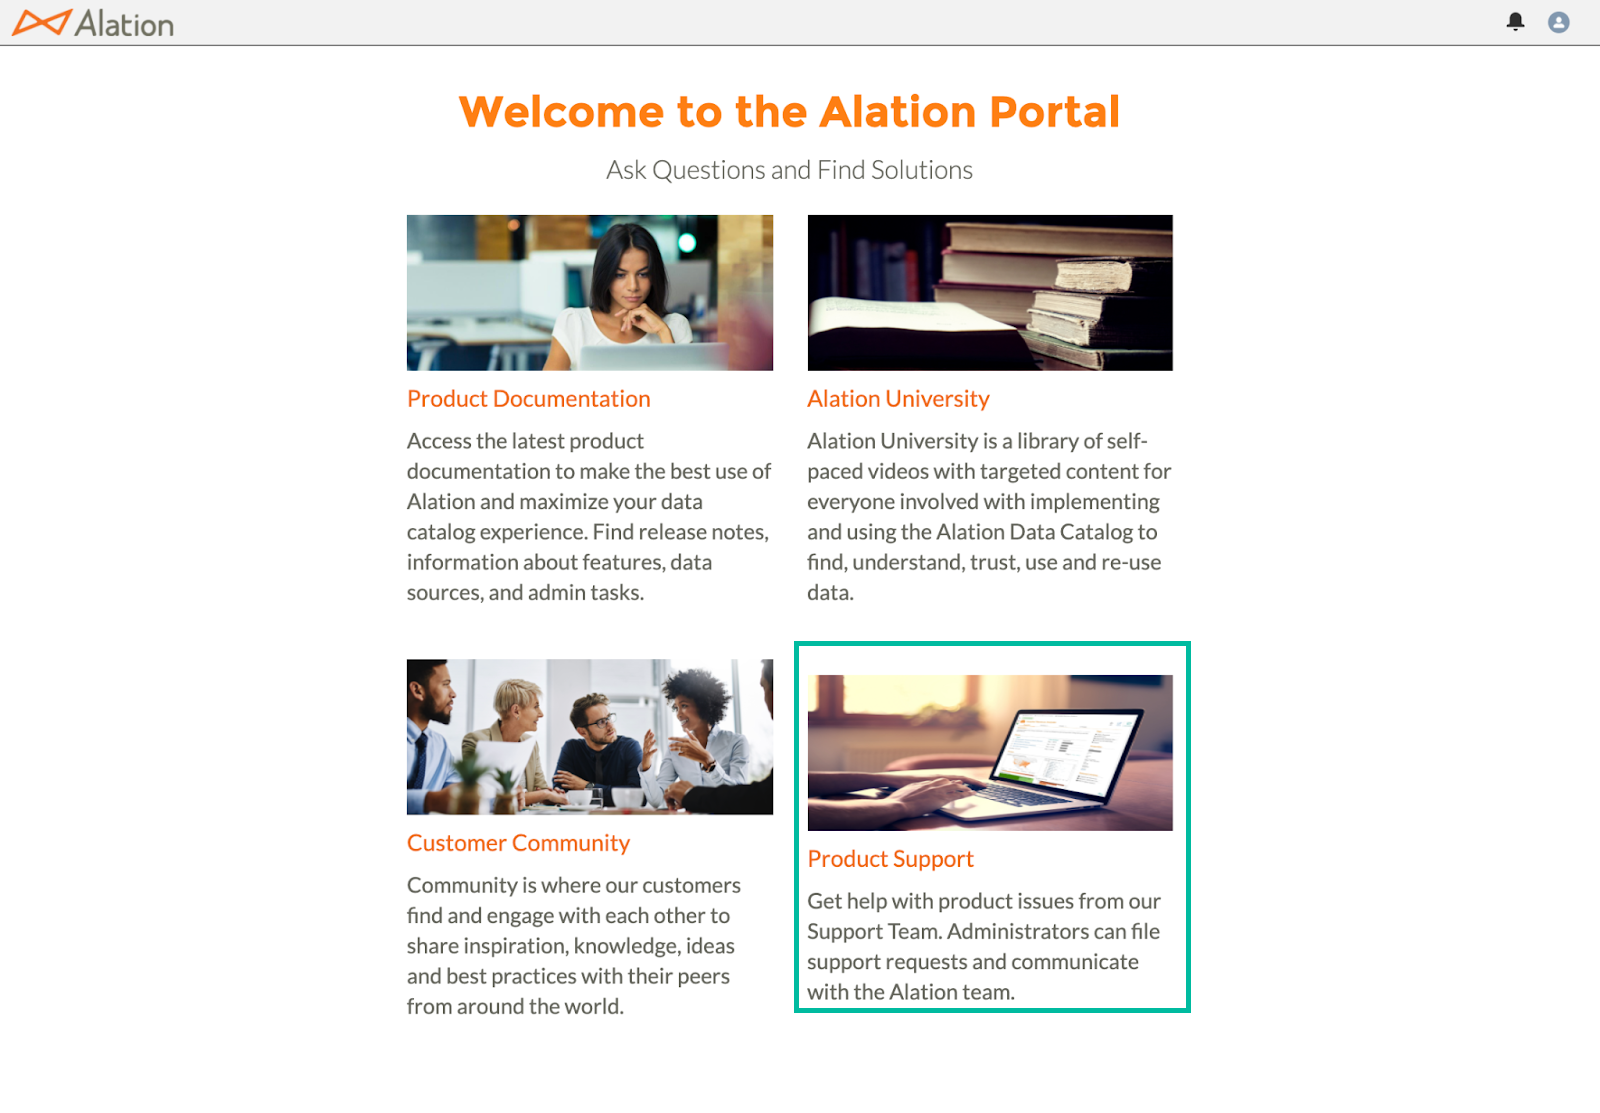 Alation
Welcome to the Alation Portal
Ask Questions and Find Solutions
Product Documentation
Access the latest product
documentation to make the best use of
Alation and maximize your data
catalog experience. Find release notes,
information about features, data
sources, and admin tasks.
Alation University
Alation University is a library of self-
paced videos with targeted content for
everyone involved with implementing
and using the Alation Data Catalog to
find, understand, trust, use and re-use
data.
Customer Community
Community is where our customers
find and engage with each other to
share inspiration, knowledge, ideas
and best practices with their peers
from around the world.
Product Support
Get help with product issues from our
Support Team. Administrators can file
support requests and communicate
with the Alation team.